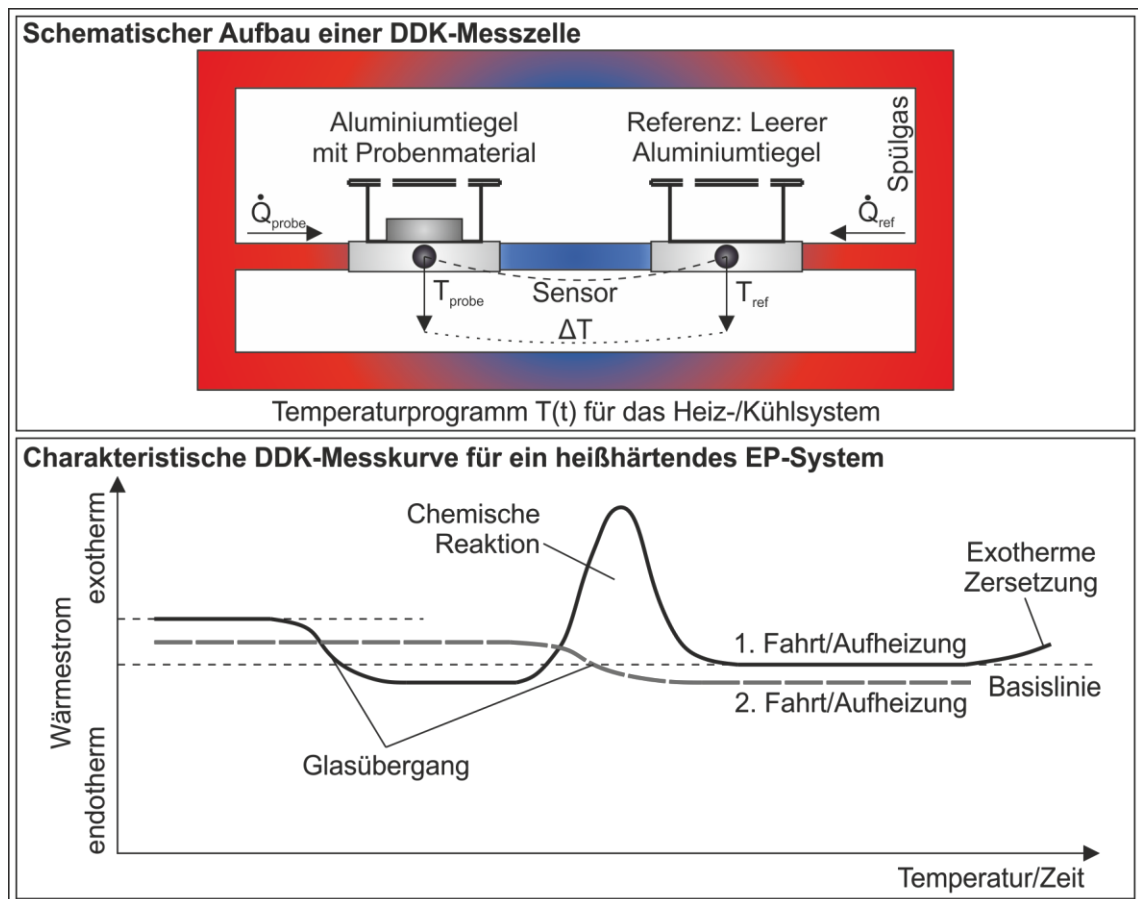 Schematischer Aufbau einer DDK-Messzelle
Aluminiumtiegel
mit Probenmaterial
Referenz: Leerer
Aluminiumtiegel
Spülgas
Q̇probe
Q̇ref
Tprobe
Sensor
Tref
ΔT
Temperaturprogramm T(t) für das Heiz-/Kühlsystem
Charakteristische DDK-Messkurve für ein heißhärtendes EP-System
Wärmestrom
exotherm
endotherm
Chemische
Reaktion
Exotherme
Zersetzung
1. Fahrt/Aufheizung
Basislinie
2. Fahrt/Aufheizung
Glasübergang
Temperatur/Zeit